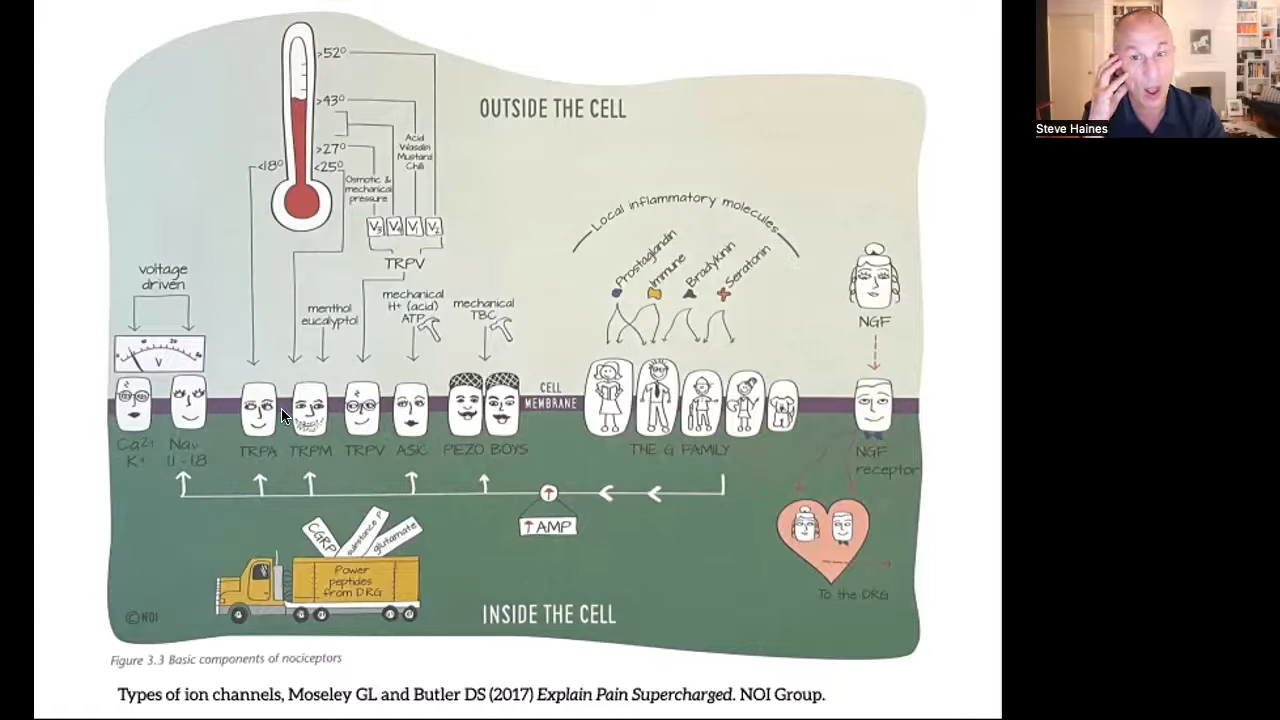 >52°
>43°
>27°
<18°
<25°
OUTSIDE THE CELL
Acid
Wasabi
Mustard
Chilli
Osmotic &
mechanical
pressure
V3 V4 V1 V2
TRPV
voltage
driven
V
menthol
eucalyptol
mechanical
H+ (acid)
ATP
mechanical
TBC
Local inflammatory molecules
Prostaglandin
Immune
Bradykinin
Seratonin
NGF
CELL
MEMBRANE
Ca2+
K+
Nav
1.1-1.8
TRPA
TRPM
TRPV
ASIC
PIEZO BOYS
THE G FAMILY
NGF
receptor
↑AMP
CGRP
substance P
glutamate
Power
peptides
from DRG
To the DRG
INSIDE THE CELL
©NOI
Figure 3.3 Basic components of nociceptors
Types of ion channels, Moseley GL and Butler DS (2017) Explain Pain Supercharged. NOI Group.
Steve Haines